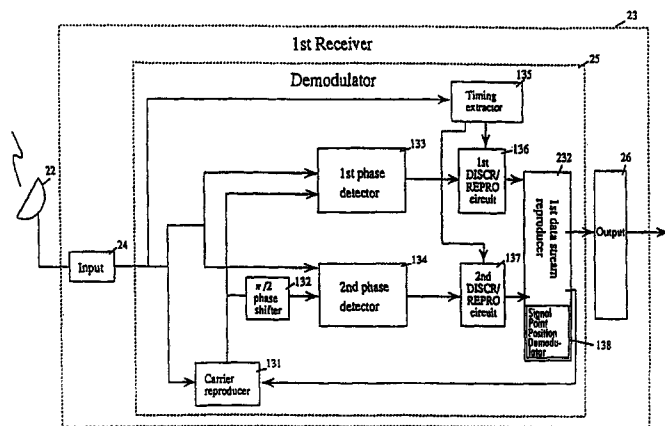 23
1st Receiver
25
Demodulator
135
Timing
extractor
133
136
1st phase
detector
1st
DISCR/
REPRO
circuit
232
26
22
1st data stream
reproducer
Output
24
Input
134
137
π/2
phase
shifter
132
2nd phase
detector
2nd
DISCR/
REPRO
circuit
Signal
Point
Position
Demodu-
lator
138
131
Carrier
reproducer